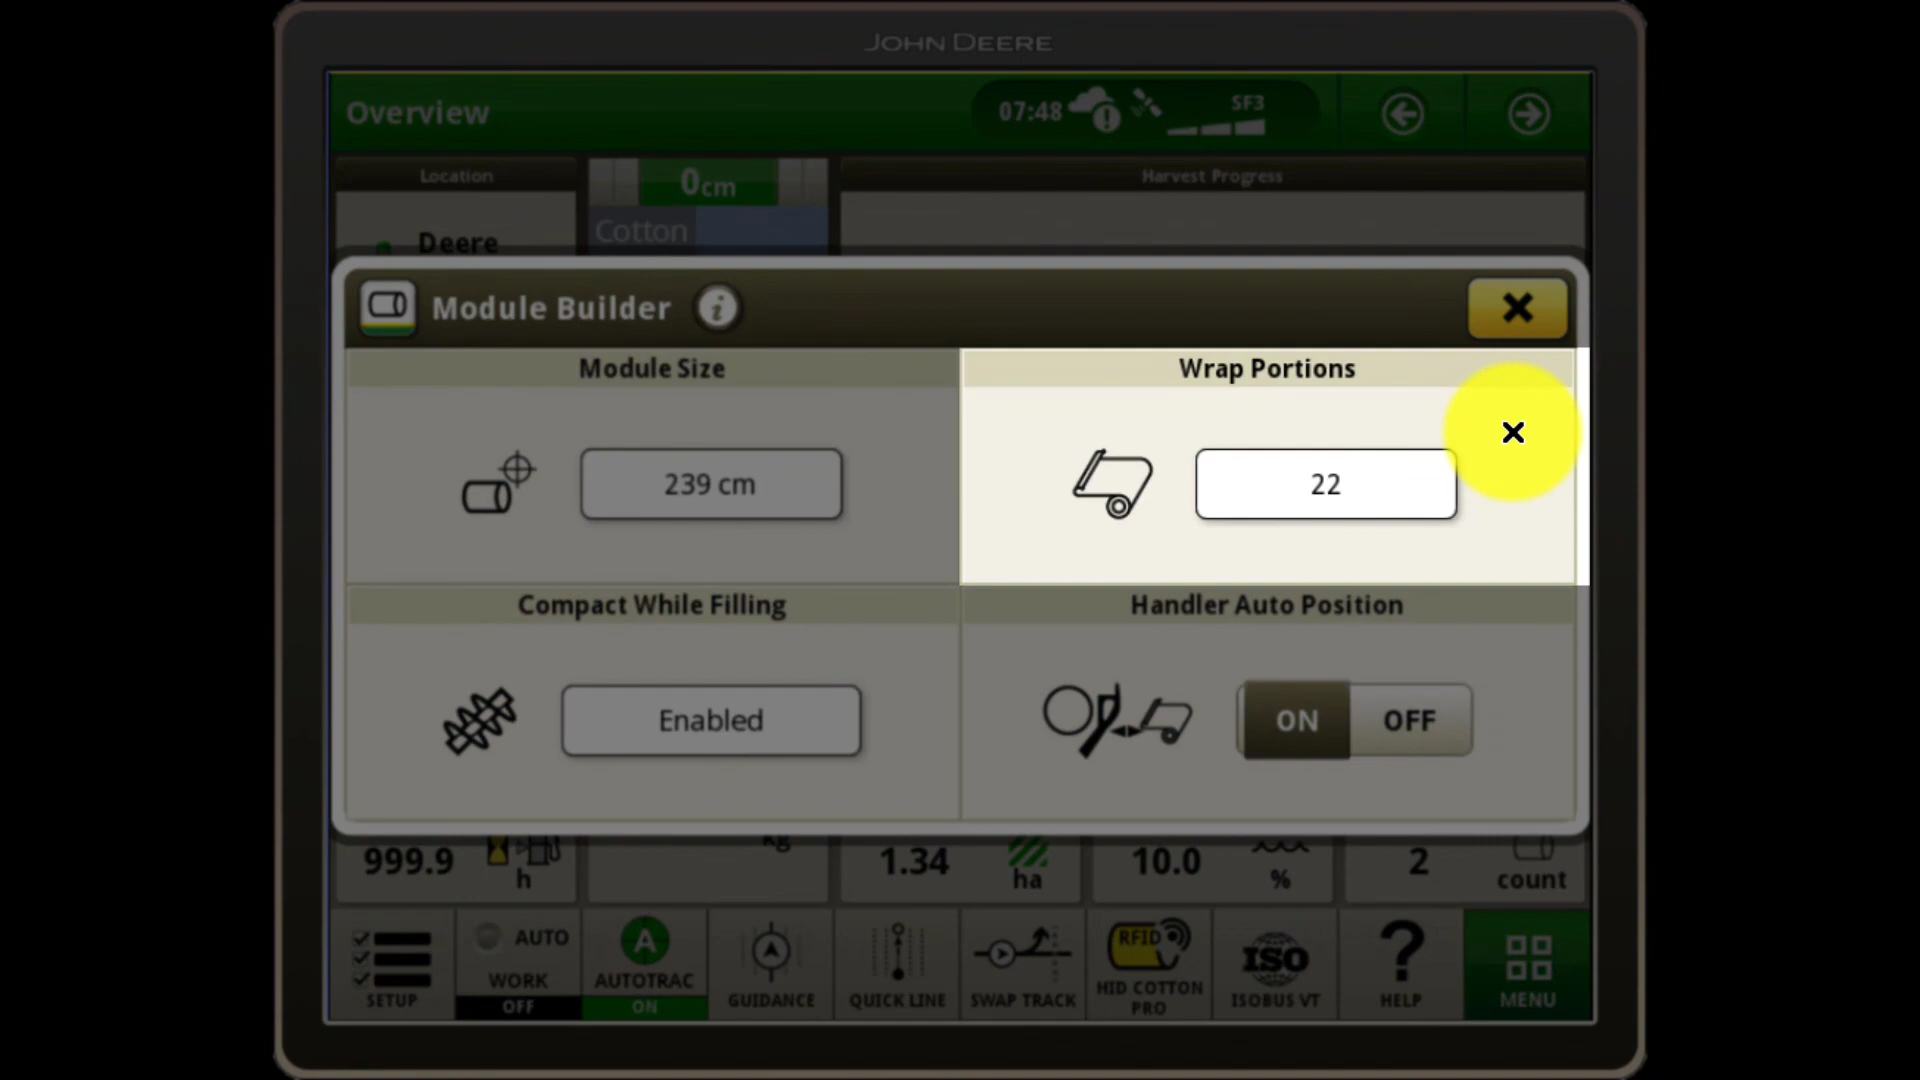 JOHN DEERE
Overview
07:48
SF3
Location
0cm
Harvest Progress
Deere
Cotton
Module Builder
i
Module Size
Wrap Portions
239 cm
22
Compact While Filling
Handler Auto Position
Enabled
ON
OFF
999.9
h
kg
1.34
ha
10.0
%
2
count
SETUP
AUTO
WORK
OFF
A
AUTOTRAC
ON
GUIDANCE
QUICK LINE
SWAP TRACK
RFID
HID COTTON
PRO
ISO
ISOBUS VT
?
HELP
MENU